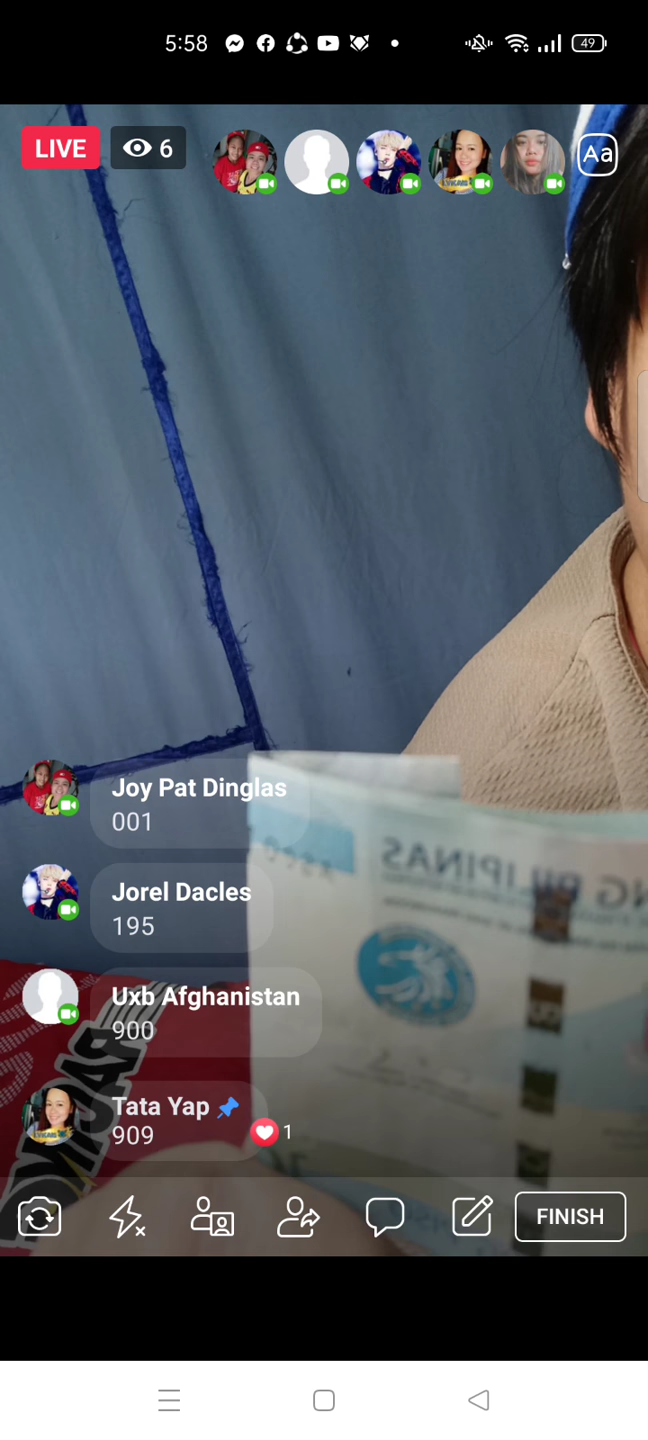 5:58
49
LIVE
6
Aa
Joy Pat Dinglas
001
Jorel Dacles
195
Uxb Afghanistan
900
Tata Yap
909
1
PILIPINAS
FINISH